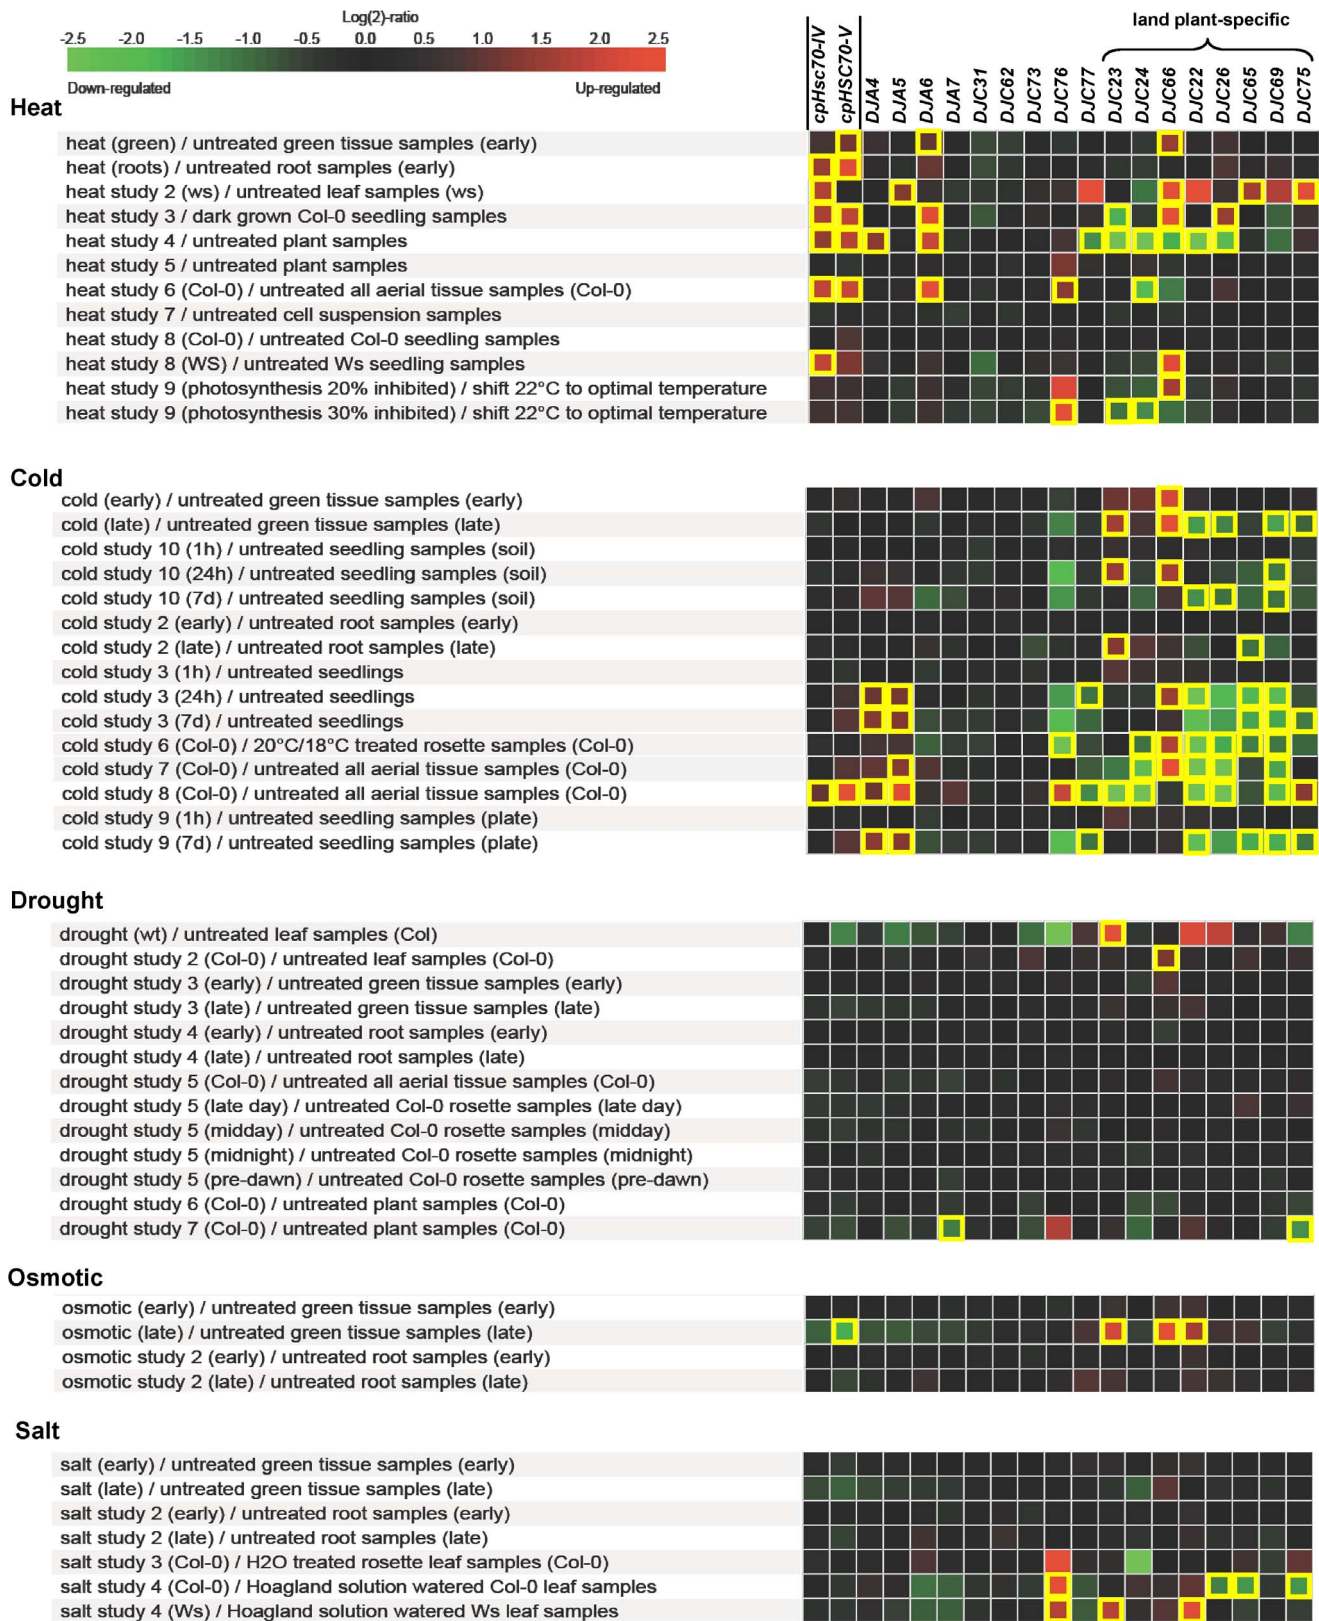 Log(2)-ratio
-2.5 -2.0 -1.5 -1.0 -0.5 0.0 0.5 1.0 1.5 2.0 2.5
Down-regulated Up-regulated
land plant-specific
cpHsc70-IV
cpHSC70-V
DJA4
DJA5
DJA6
DJA7
DJC31
DJC62
DJC73
DJC76
DJC77
DJC23
DJC24
DJC66
DJC22
DJC26
DJC65
DJC69
DJC75
Heat
heat (green) / untreated green tissue samples (early)
heat (roots) / untreated root samples (early)
heat study 2 (ws) / untreated leaf samples (ws)
heat study 3 / dark grown Col-0 seedling samples
heat study 4 / untreated plant samples
heat study 5 / untreated plant samples
heat study 6 (Col-0) / untreated all aerial tissue samples (Col-0)
heat study 7 / untreated cell suspension samples
heat study 8 (Col-0) / untreated Col-0 seedling samples
heat study 8 (WS) / untreated Ws seedling samples
heat study 9 (photosynthesis 20% inhibited) / shift 22°C to optimal temperature
heat study 9 (photosynthesis 30% inhibited) / shift 22°C to optimal temperature
Cold
cold (early) / untreated green tissue samples (early)
cold (late) / untreated green tissue samples (late)
cold study 10 (1h) / untreated seedling samples (soil)
cold study 10 (24h) / untreated seedling samples (soil)
cold study 10 (7d) / untreated seedling samples (soil)
cold study 2 (early) / untreated root samples (early)
cold study 2 (late) / untreated root samples (late)
cold study 3 (1h) / untreated seedlings
cold study 3 (24h) / untreated seedlings
cold study 3 (7d) / untreated seedlings
cold study 6 (Col-0) / 20°C/18°C treated rosette samples (Col-0)
cold study 7 (Col-0) / untreated all aerial tissue samples (Col-0)
cold study 8 (Col-0) / untreated all aerial tissue samples (Col-0)
cold study 9 (1h) / untreated seedling samples (plate)
cold study 9 (7d) / untreated seedling samples (plate)
Drought
drought (wt) / untreated leaf samples (Col)
drought study 2 (Col-0) / untreated leaf samples (Col-0)
drought study 3 (early) / untreated green tissue samples (early)
drought study 3 (late) / untreated green tissue samples (late)
drought study 4 (early) / untreated root samples (early)
drought study 4 (late) / untreated root samples (late)
drought study 5 (Col-0) / untreated all aerial tissue samples (Col-0)
drought study 5 (late day) / untreated Col-0 rosette samples (late day)
drought study 5 (midday) / untreated Col-0 rosette samples (midday)
drought study 5 (midnight) / untreated Col-0 rosette samples (midnight)
drought study 5 (pre-dawn) / untreated Col-0 rosette samples (pre-dawn)
drought study 6 (Col-0) / untreated plant samples (Col-0)
drought study 7 (Col-0) / untreated plant samples (Col-0)
Osmotic
osmotic (early) / untreated green tissue samples (early)
osmotic (late) / untreated green tissue samples (late)
osmotic study 2 (early) / untreated root samples (early)
osmotic study 2 (late) / untreated root samples (late)
Salt
salt (early) / untreated green tissue samples (early)
salt (late) / untreated green tissue samples (late)
salt study 2 (early) / untreated root samples (early)
salt study 2 (late) / untreated root samples (late)
salt study 3 (Col-0) / H2O treated rosette leaf samples (Col-0)
salt study 4 (Col-0) / Hoagland solution watered Col-0 leaf samples
salt study 4 (Ws) / Hoagland solution watered Ws leaf samples